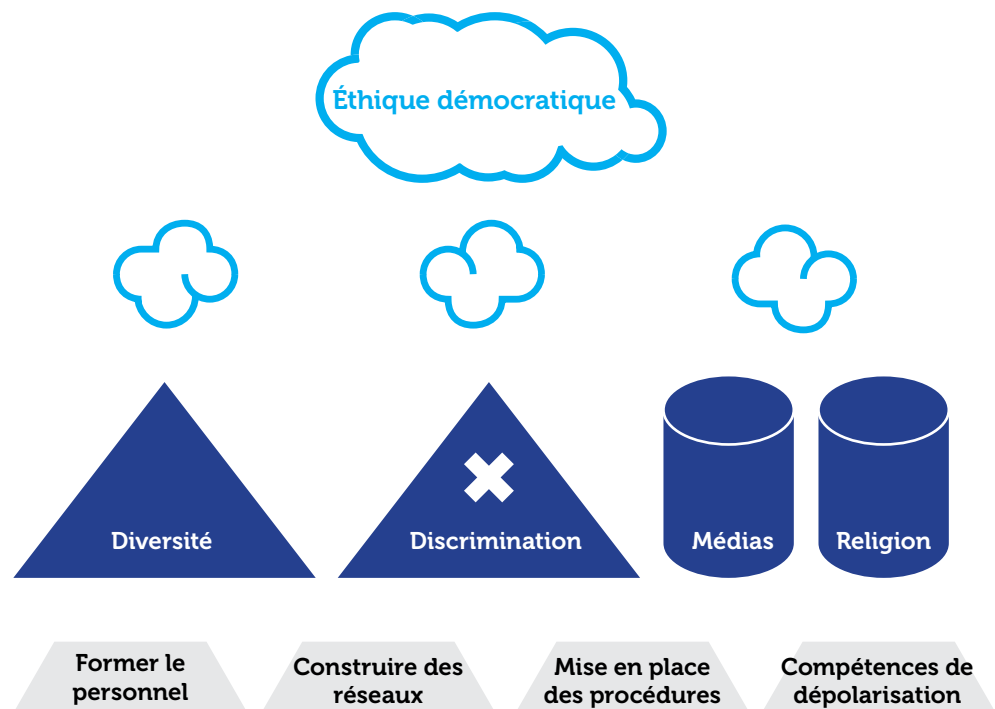 Éthique démocratique
Diversité
Discrimination
Médias
Religion
Former le
personnel
Construire des
réseaux
Mise en place
des procédures
Compétences de
dépolarisation